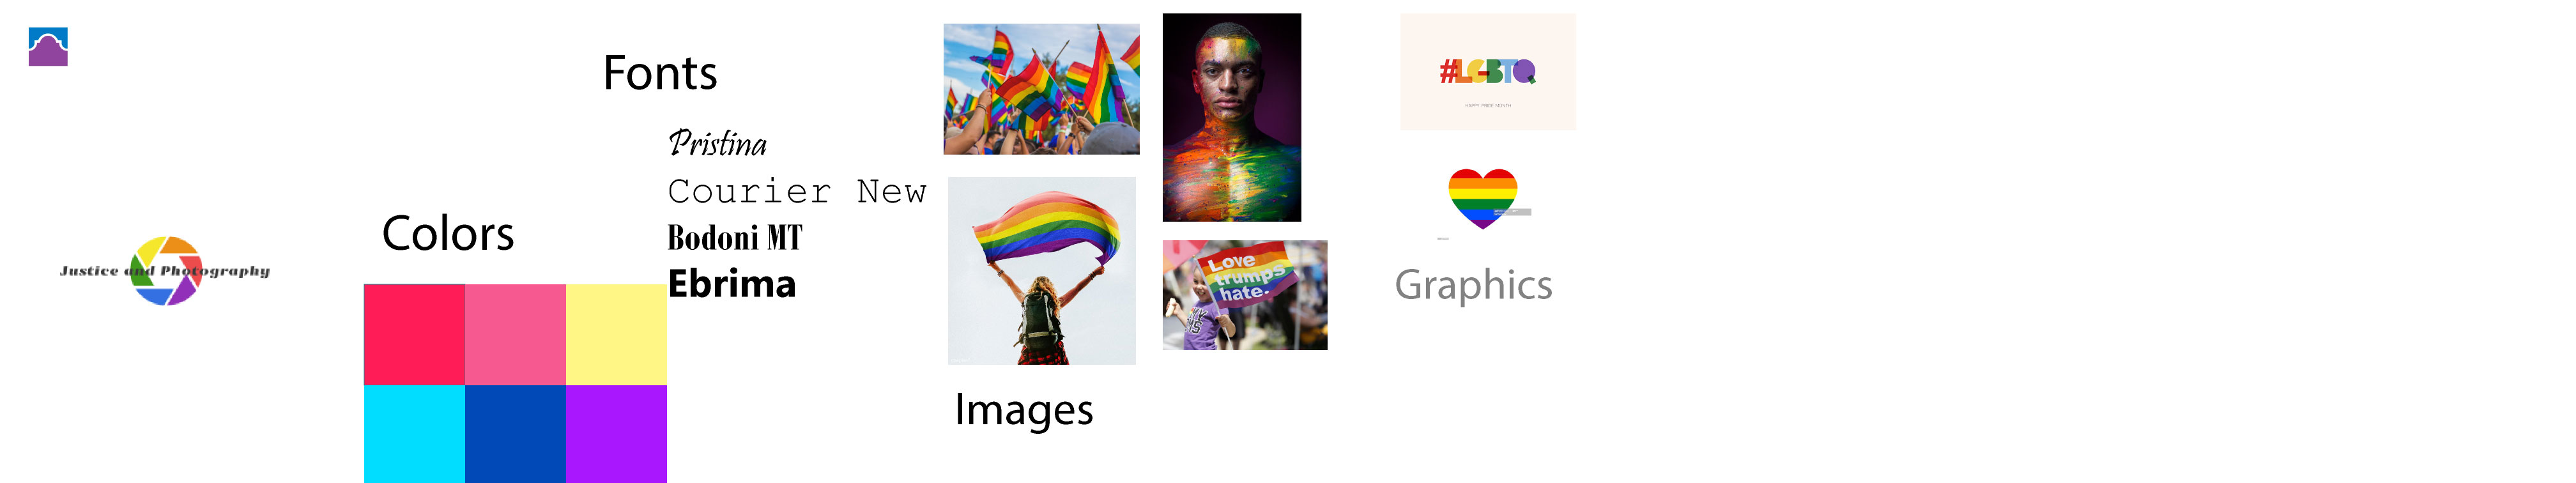 Justice and Photography
Colors
Fonts
Pristina
Courier New
Bodoni MT
Ebrima
Love
trumps
hate.
Images
#LGBTQ
HAPPY PRIDE MONTH
Graphics